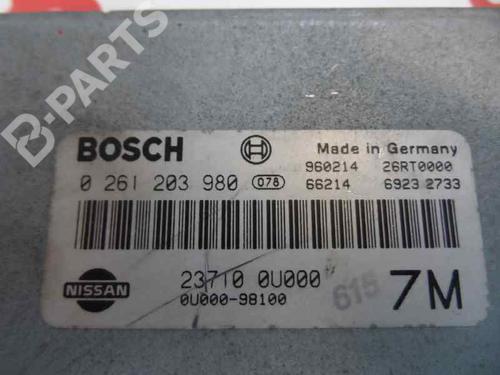 B-PARTS
BOSCH
Made in Germany
0 261 203 980
078
960214 26RT0000
66214 6923 2733
NISSAN
23710 0U000
0U000-98100
615
7M